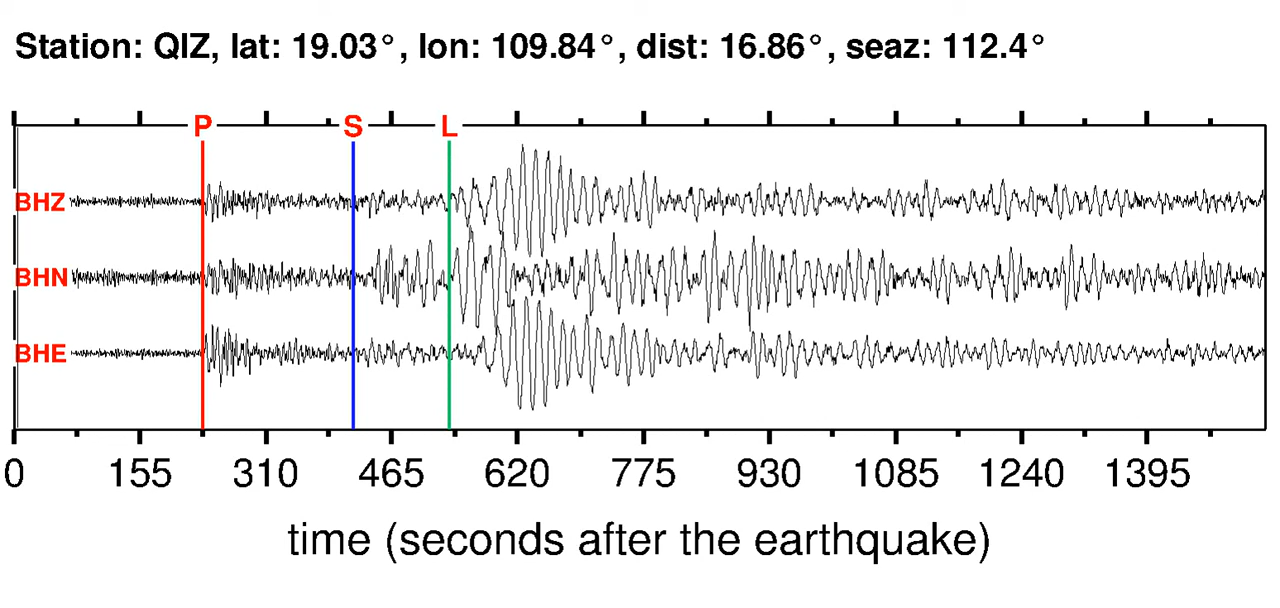 Station: QIZ, lat: 19.03°, lon: 109.84°, dist: 16.86°, seaz: 112.4°
P S L
BHZ
BHN
BHE
0 155 310 465 620 775 930 1085 1240 1395
time (seconds after the earthquake)